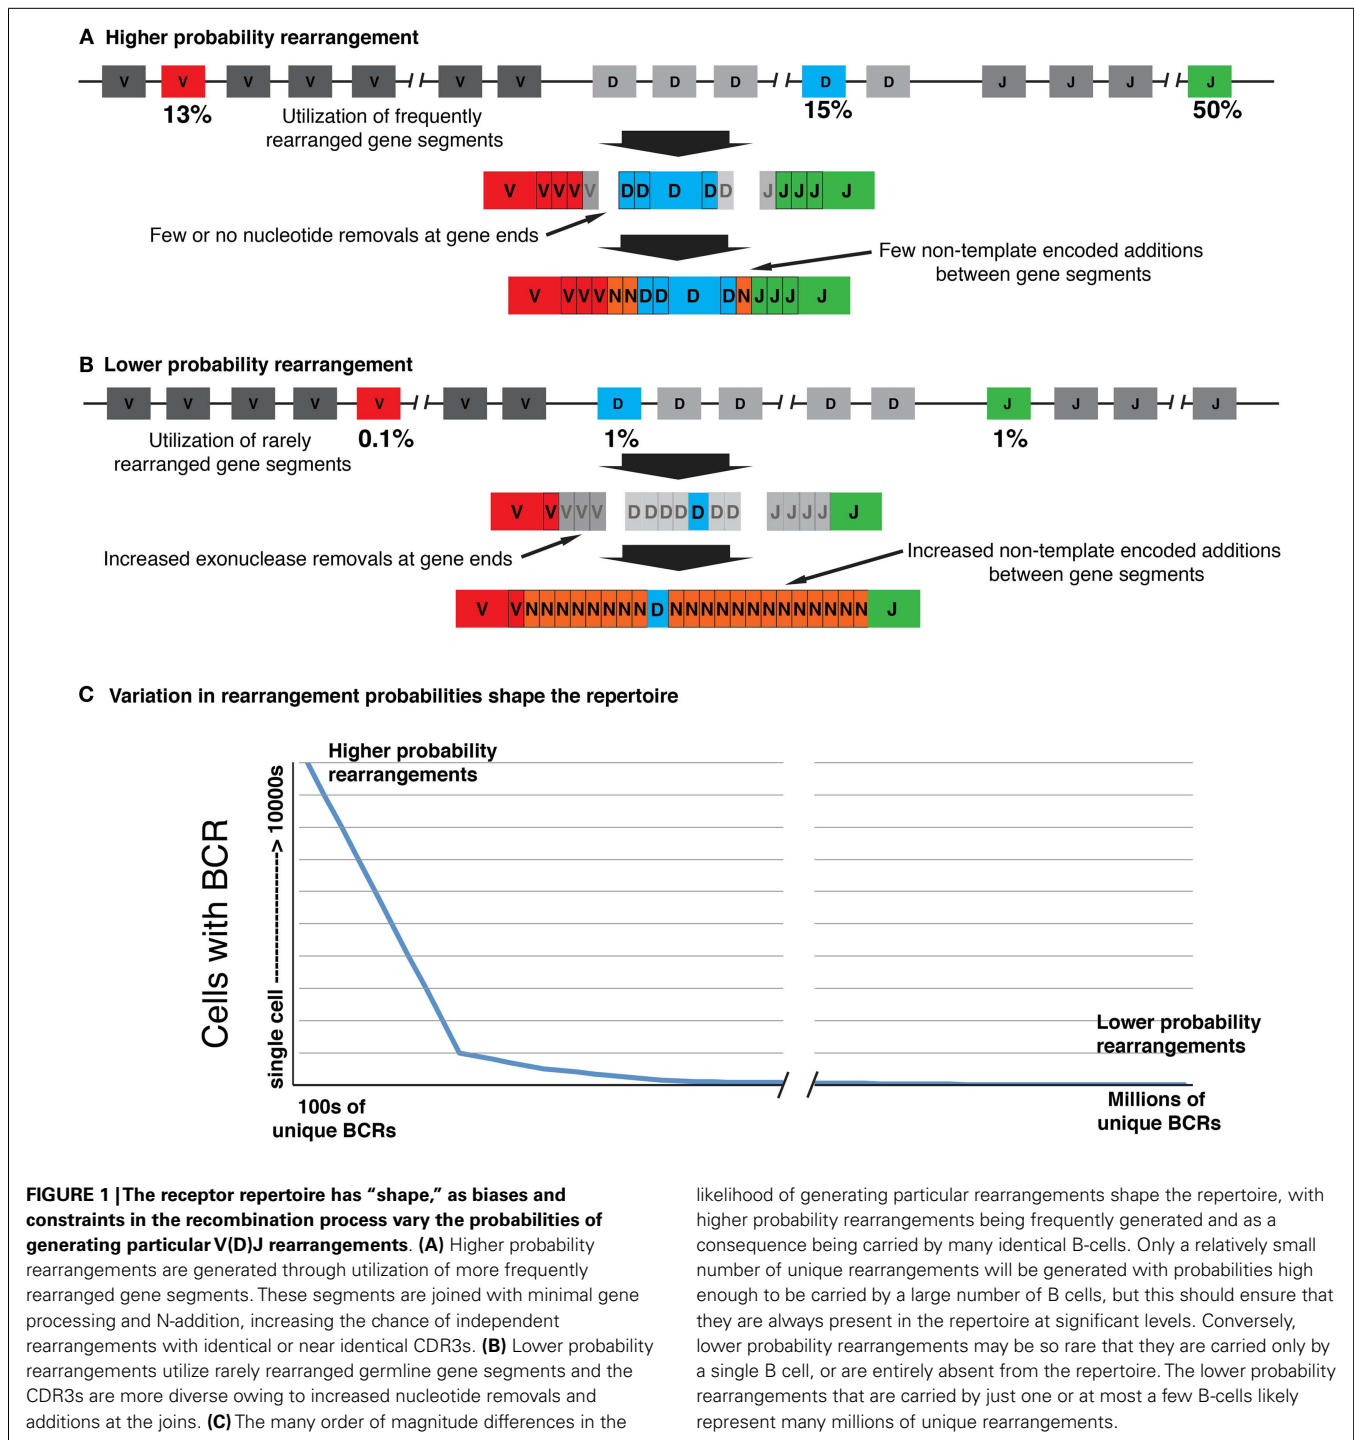 A Higher probability rearrangement
V V V V V V V D D D D D J J J J
13% 15% 50%
Utilization of frequently
rearranged gene segments
V V V V V D D D D D J J J J J
Few or no nucleotide removals at gene ends
Few non-template encoded additions
between gene segments
V V V V N N D D D D N J J J J
B Lower probability rearrangement
V V V V V V V D D D D D J J J J
0.1% 1% 1%
Utilization of rarely
rearranged gene segments
V V V V V D D D D D D D J J J J J
Increased exonuclease removals at gene ends
Increased non-template encoded additions
between gene segments
V V N N N N N N N N D N N N N N N N N N N N N N J
C Variation in rearrangement probabilities shape the repertoire
Higher probability
rearrangements
Cells with BCR
single cell ------------------> 10000s
Lower probability
rearrangements
100s of
unique BCRs
Millions of
unique BCRs
FIGURE 1 | The receptor repertoire has “shape,” as biases and
constraints in the recombination process vary the probabilities of
generating particular V(D)J rearrangements. (A) Higher probability
rearrangements are generated through utilization of more frequently
rearranged gene segments. These segments are joined with minimal gene
processing and N-addition, increasing the chance of independent
rearrangements with identical or near identical CDR3s. (B) Lower probability
rearrangements utilize rarely rearranged germline gene segments and the
CDR3s are more diverse owing to increased nucleotide removals and
additions at the joins. (C) The many order of magnitude differences in the
likelihood of generating particular rearrangements shape the repertoire, with
higher probability rearrangements being frequently generated and as a
consequence being carried by many identical B-cells. Only a relatively small
number of unique rearrangements will be generated with probabilities high
enough to be carried by a large number of B cells, but this should ensure that
they are always present in the repertoire at significant levels. Conversely,
lower probability rearrangements may be so rare that they are carried only by
a single B cell, or are entirely absent from the repertoire. The lower probability
rearrangements that are carried by just one or at most a few B-cells likely
represent many millions of unique rearrangements.